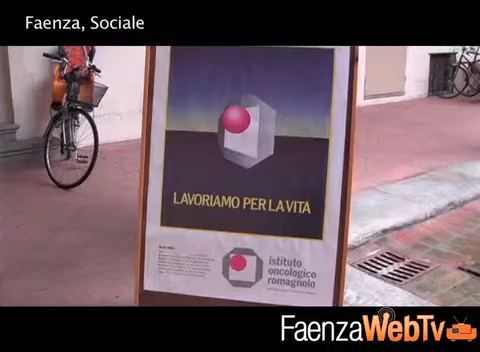 Faenza, Sociale
LAVORIAMO PER LA VITA
istituto
oncologico
romagnolo
FaenzaWebTv